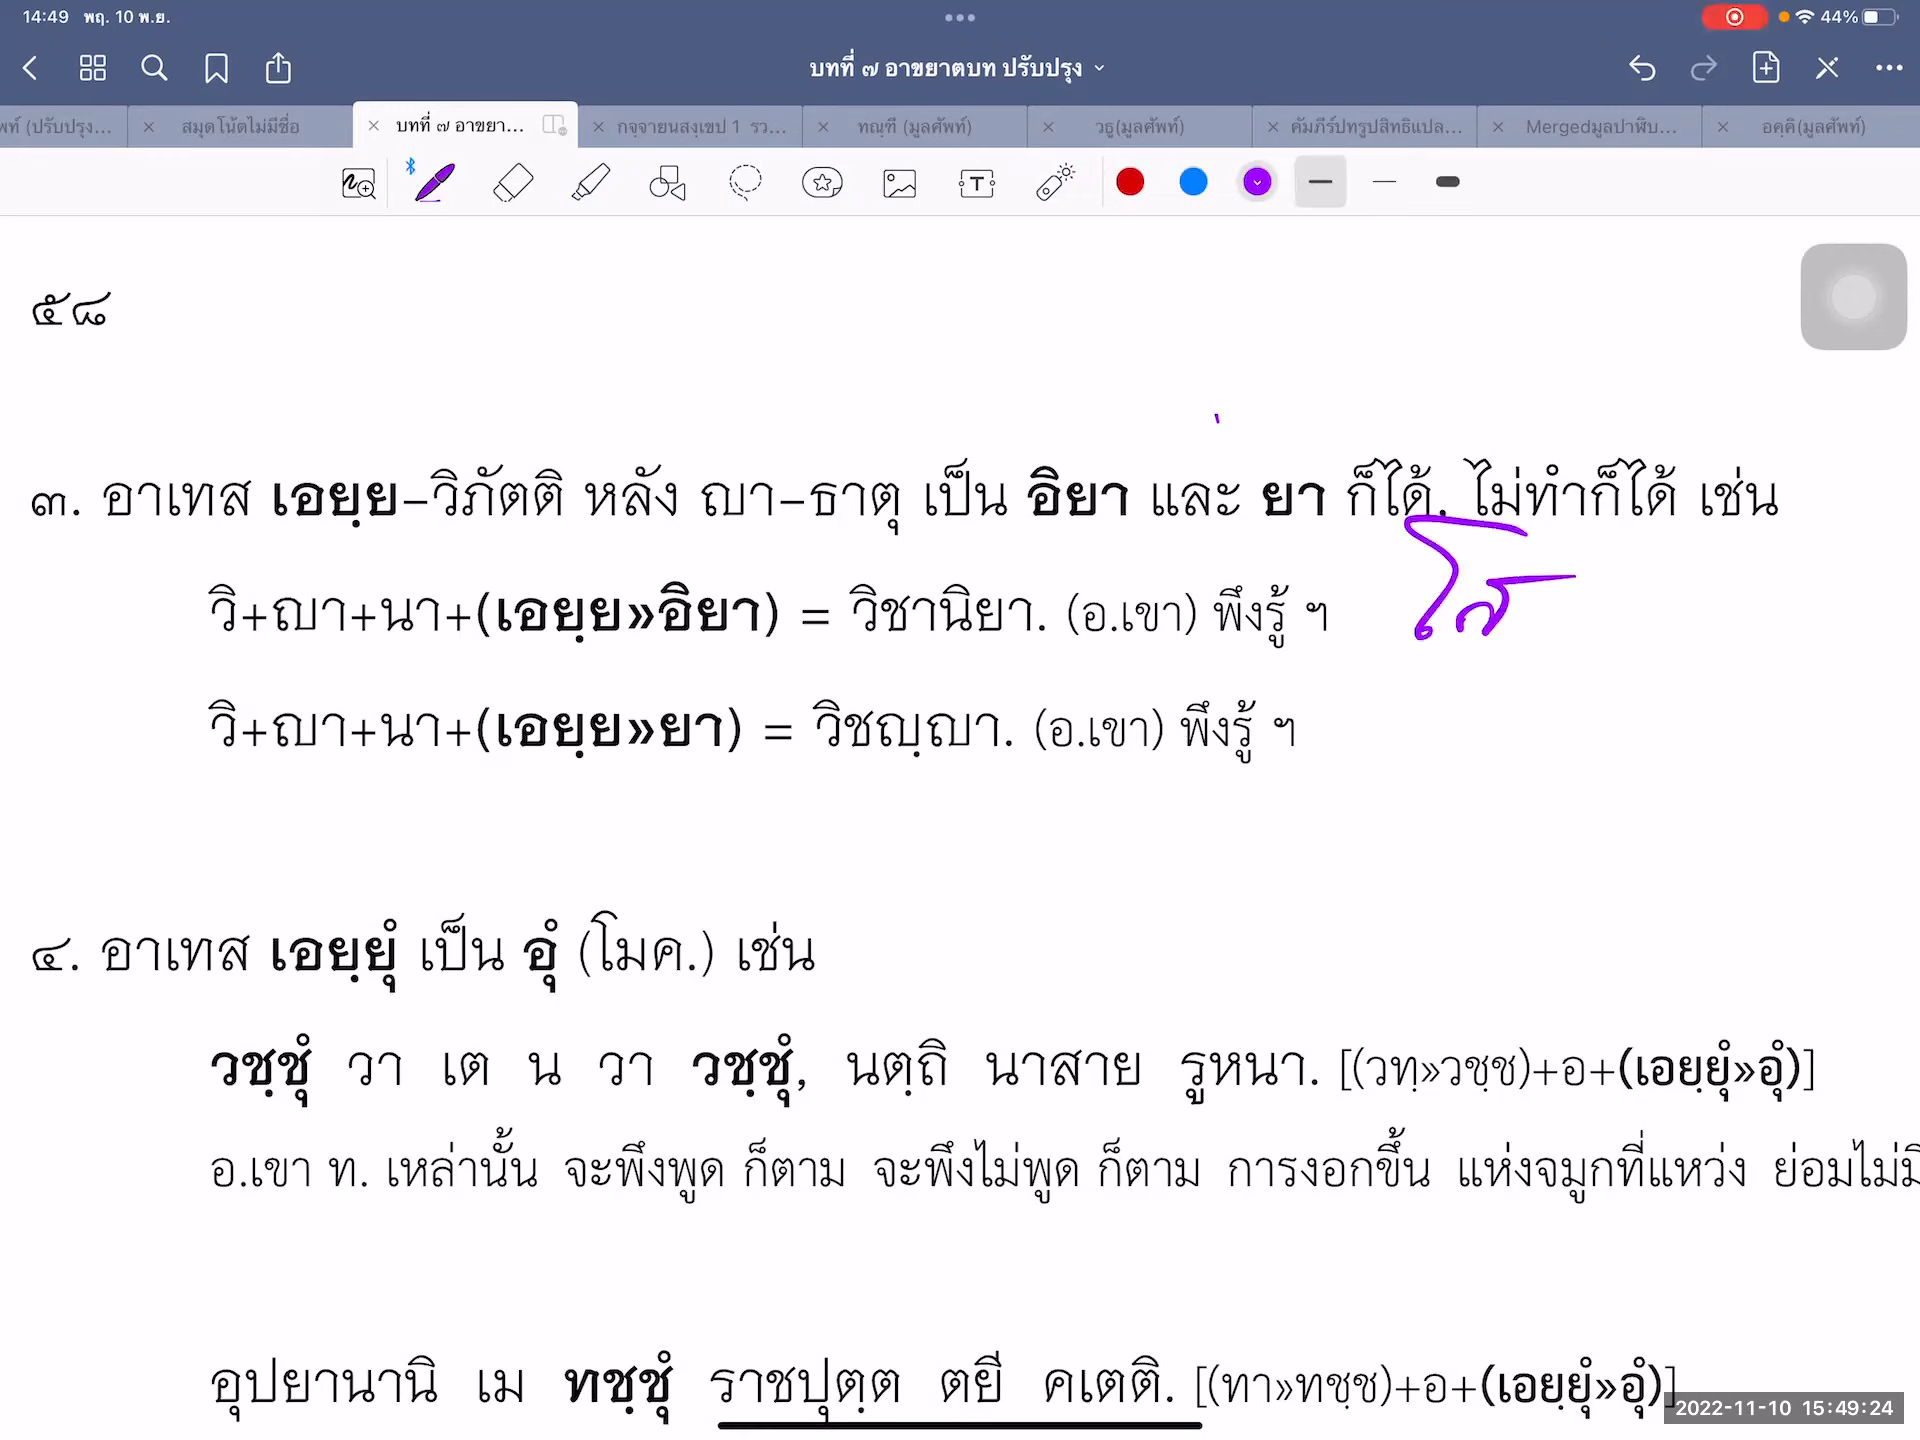 14:49 พฤ. 10 พ.ย.
44%
บทที่ ๗ อาขยาตบท ปรับปรุง
พท์ (ปรับปรุง...
สมุดโน้ตไม่มีชื่อ
บทที่ ๗ อาขยา...
กจฺจายนสงฺเขป 1 รว...
ทณฺฑี (มูลศัพท์)
วธู(มูลศัพท์)
คัมภีร์ปทรูปสิทธิแปล...
Mergedมูลปาฬิบ...
อคฺคิ(มูลศัพท์)
๕๘
๓. อาเทส เอยฺย–วิภัตติ หลัง ญา–ธาตุ เป็น อิยา และ ยา ก็ได้. ไม่ทำก็ได้ เช่น
วิ+ญา+นา+(เอยฺย»อิยา) = วิชานิยา. (อ.เขา) พึงรู้ ฯ
วิ+ญา+นา+(เอยฺย»ยา) = วิชญฺญา. (อ.เขา) พึงรู้ ฯ
๔. อาเทส เอยฺยุํ เป็น อุํ (โมค.) เช่น
วชฺชุํ วา เต น วา วชฺชุํ, นตฺถิ นาสาย รูหนา. [(วทฺ»วชฺช)+อ+(เอยฺยุํ»อุํ)]
อ.เขา ท. เหล่านั้น จะพึงพูด ก็ตาม จะพึงไม่พูด ก็ตาม การงอกขึ้น แห่งจมูกที่แหว่ง ย่อมไม่มี
อุปยานานิ เม ทชฺชุํ ราชปุตฺต ตยี คเตติ. [(ทา»ทชฺช)+อ+(เอยฺยุํ»อุํ)]
2022-11-10 15:49:24